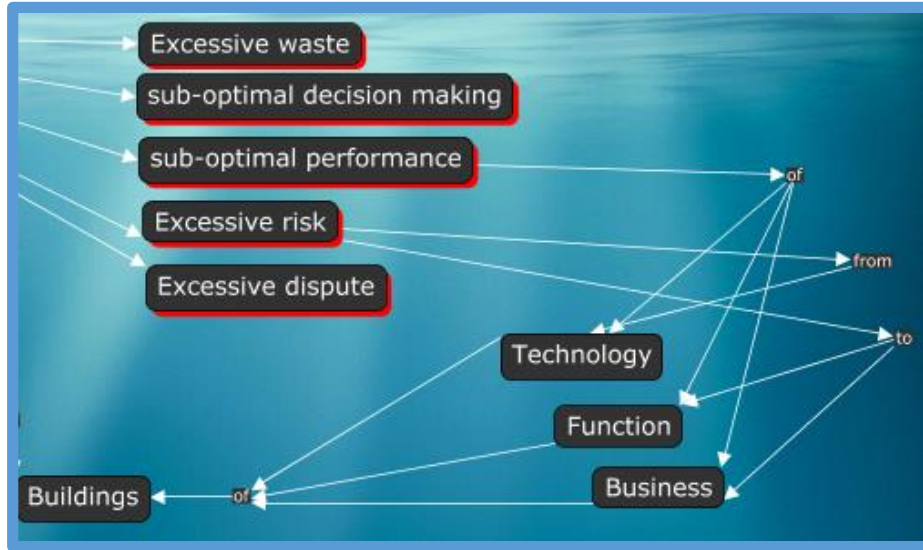 Excessive waste
sub-optimal decision making
sub-optimal performance
of
Excessive risk
from
Excessive dispute
to
Technology
Function
Business
Buildings
of